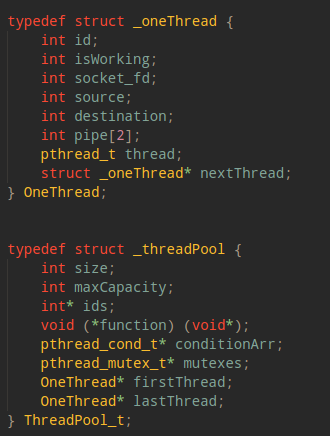 typedef struct _oneThread {
    int id;
    int isWorking;
    int socket_fd;
    int source;
    int destination;
    int pipe[2];
    pthread_t thread;
    struct _oneThread* nextThread;
} OneThread;

typedef struct _threadPool {
    int size;
    int maxCapacity;
    int* ids;
    void (*function) (void*);
    pthread_cond_t* conditionArr;
    pthread_mutex_t* mutexes;
    OneThread* firstThread;
    OneThread* lastThread;
} ThreadPool_t;